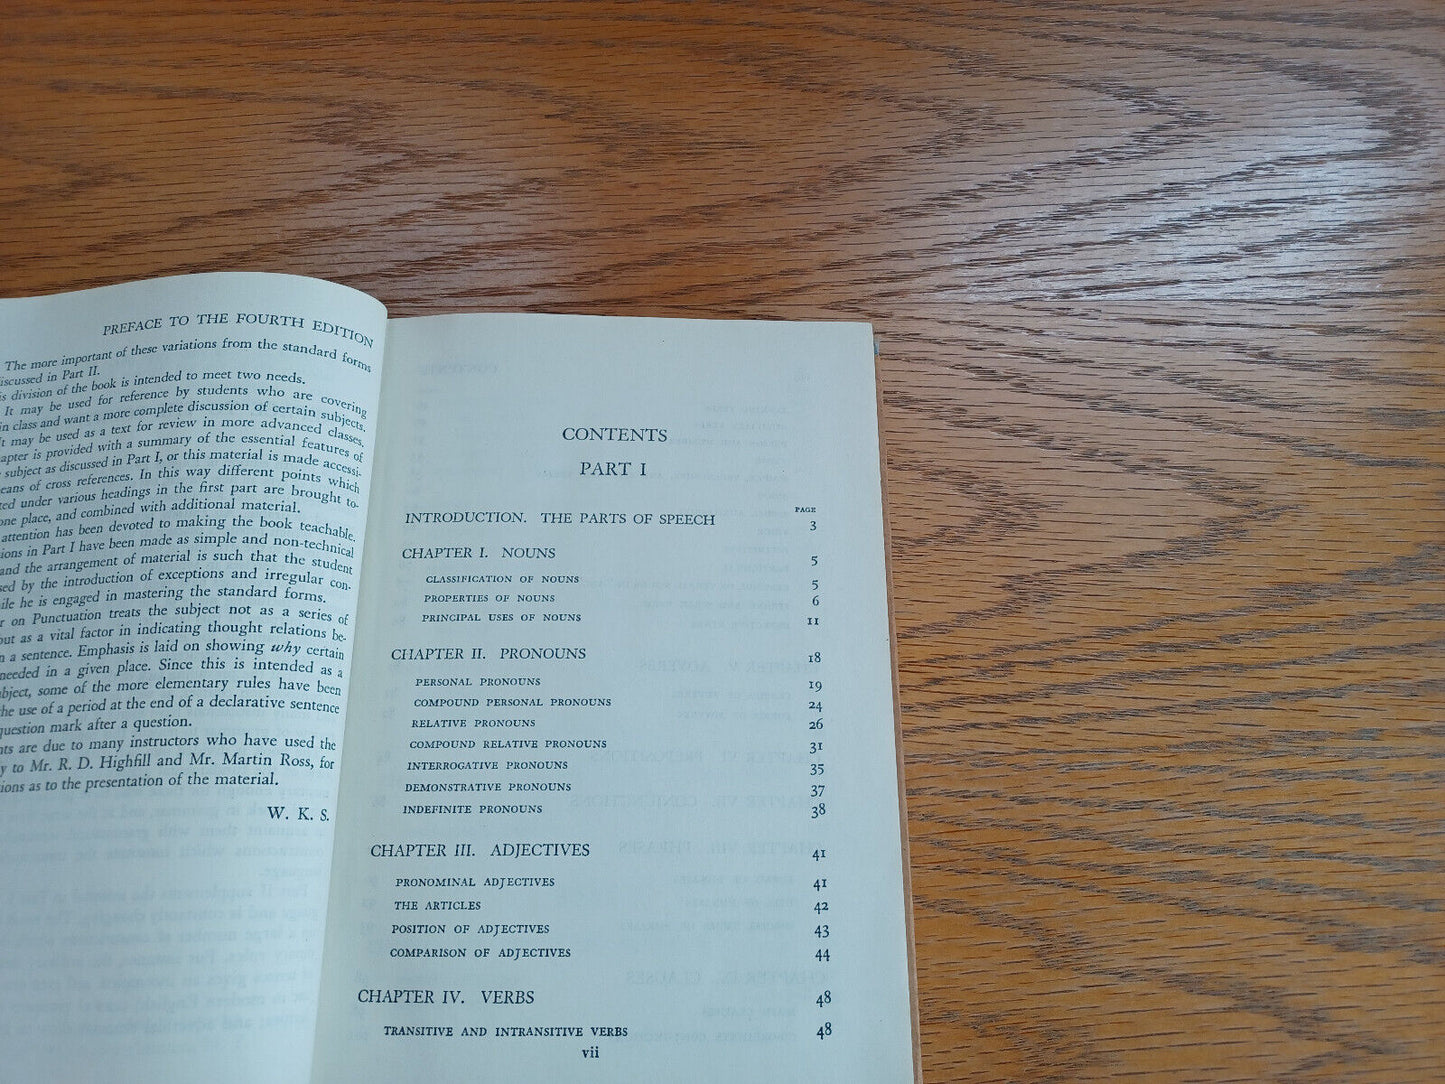 PREFACE TO THE FOURTH EDITION
The more important of these variations from the standard forms
discussed in Part II.
is division of the book is intended to meet two needs.
It may be used for reference by students who are covering
in class and want a more complete discussion of certain subjects.
It may be used as a text for review in more advanced classes.
apter is provided with a summary of the essential features of
subject as discussed in Part I, or this material is made accessi-
eans of cross references. In this way different points which
ted under various headings in the first part are brought to-
one place, and combined with additional material.
attention has been devoted to making the book teachable.
ions in Part I have been made as simple and non-technical
and the arrangement of material is such that the student
sed by the introduction of exceptions and irregular con-
ile he is engaged in mastering the standard forms.
r on Punctuation treats the subject not as a series of
but as a vital factor in indicating thought relations be-
n a sentence. Emphasis is laid on showing why certain
needed in a given place. Since this is intended as a
bject, some of the more elementary rules have been
the use of a period at the end of a declarative sentence
question mark after a question.
nts are due to many instructors who have used the
y to Mr. R. D. Highfill and Mr. Martin Ross, for
ions as to the presentation of the material.
W. K. S.
CONTENTS
PART I
PAGE
INTRODUCTION. THE PARTS OF SPEECH 3
CHAPTER I. NOUNS 5
CLASSIFICATION OF NOUNS 5
PROPERTIES OF NOUNS 6
PRINCIPAL USES OF NOUNS 11
CHAPTER II. PRONOUNS 18
PERSONAL PRONOUNS 19
COMPOUND PERSONAL PRONOUNS 24
RELATIVE PRONOUNS 26
COMPOUND RELATIVE PRONOUNS 31
INTERROGATIVE PRONOUNS 35
DEMONSTRATIVE PRONOUNS 37
INDEFINITE PRONOUNS 38
CHAPTER III. ADJECTIVES 41
PRONOMINAL ADJECTIVES 41
THE ARTICLES 42
POSITION OF ADJECTIVES 43
COMPARISON OF ADJECTIVES 44
CHAPTER IV. VERBS 48
TRANSITIVE AND INTRANSITIVE VERBS 48
vii